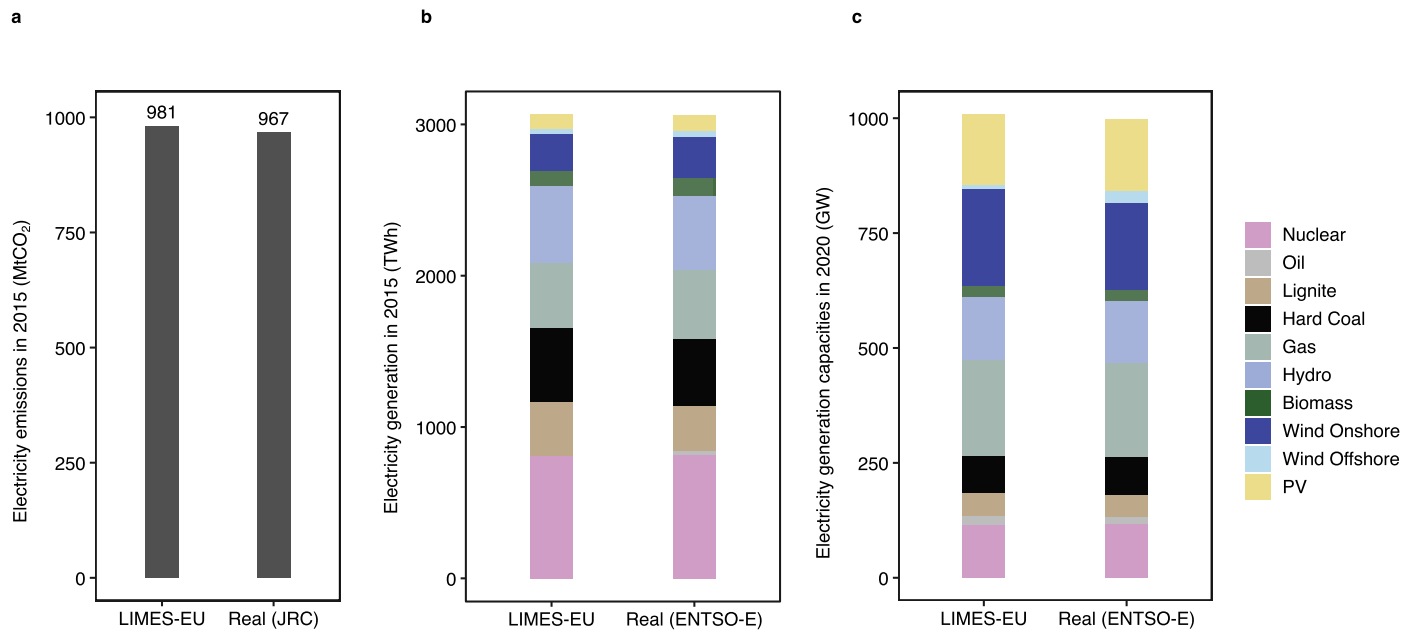 a
Electricity emissions in 2015 (MtCO₂)
1000
750
500
250
0
981
967
LIMES-EU
Real (JRC)
b
Electricity generation in 2015 (TWh)
3000
2000
1000
0
LIMES-EU
Real (ENTSO-E)
c
Electricity generation capacities in 2020 (GW)
1000
750
500
250
0
LIMES-EU
Real (ENTSO-E)
Nuclear
Oil
Lignite
Hard Coal
Gas
Hydro
Biomass
Wind Onshore
Wind Offshore
PV